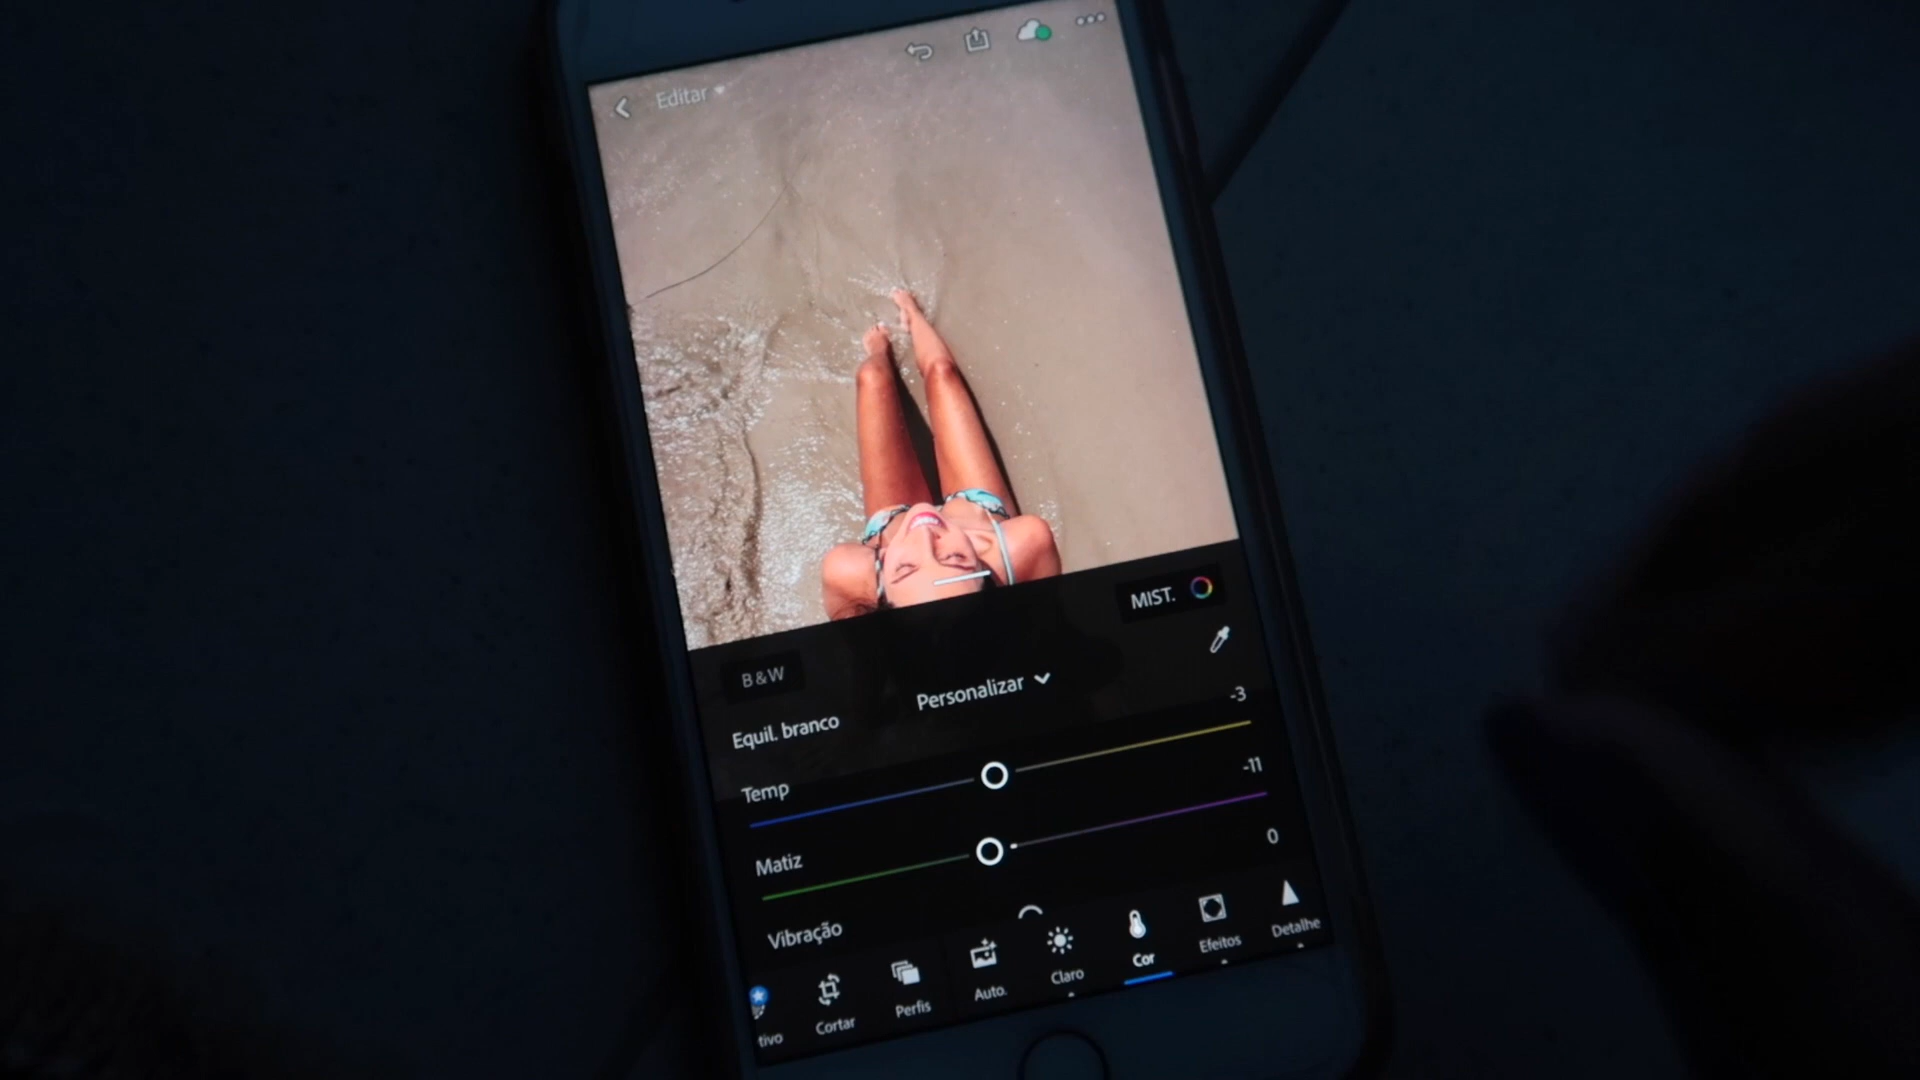 Editar
MIST.
B&W
Personalizar
Equil. branco
-3
Temp
-11
Matiz
0
Vibração
tivo
Cortar
Perfis
Auto.
Claro
Cor
Efeitos
Detalhe